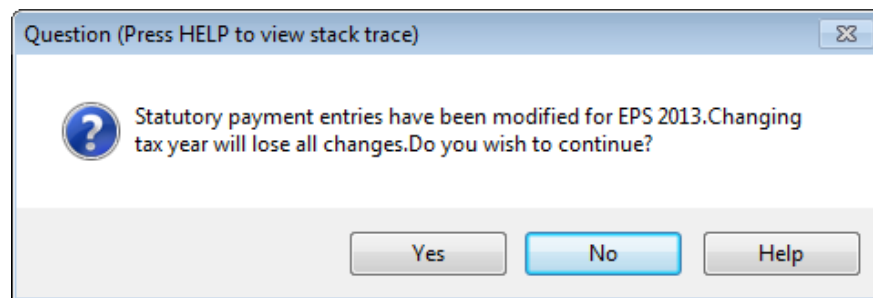 Question (Press HELP to view stack trace)
Statutory payment entries have been modified for EPS 2013.Changing
tax year will lose all changes.Do you wish to continue?
Yes
No
Help